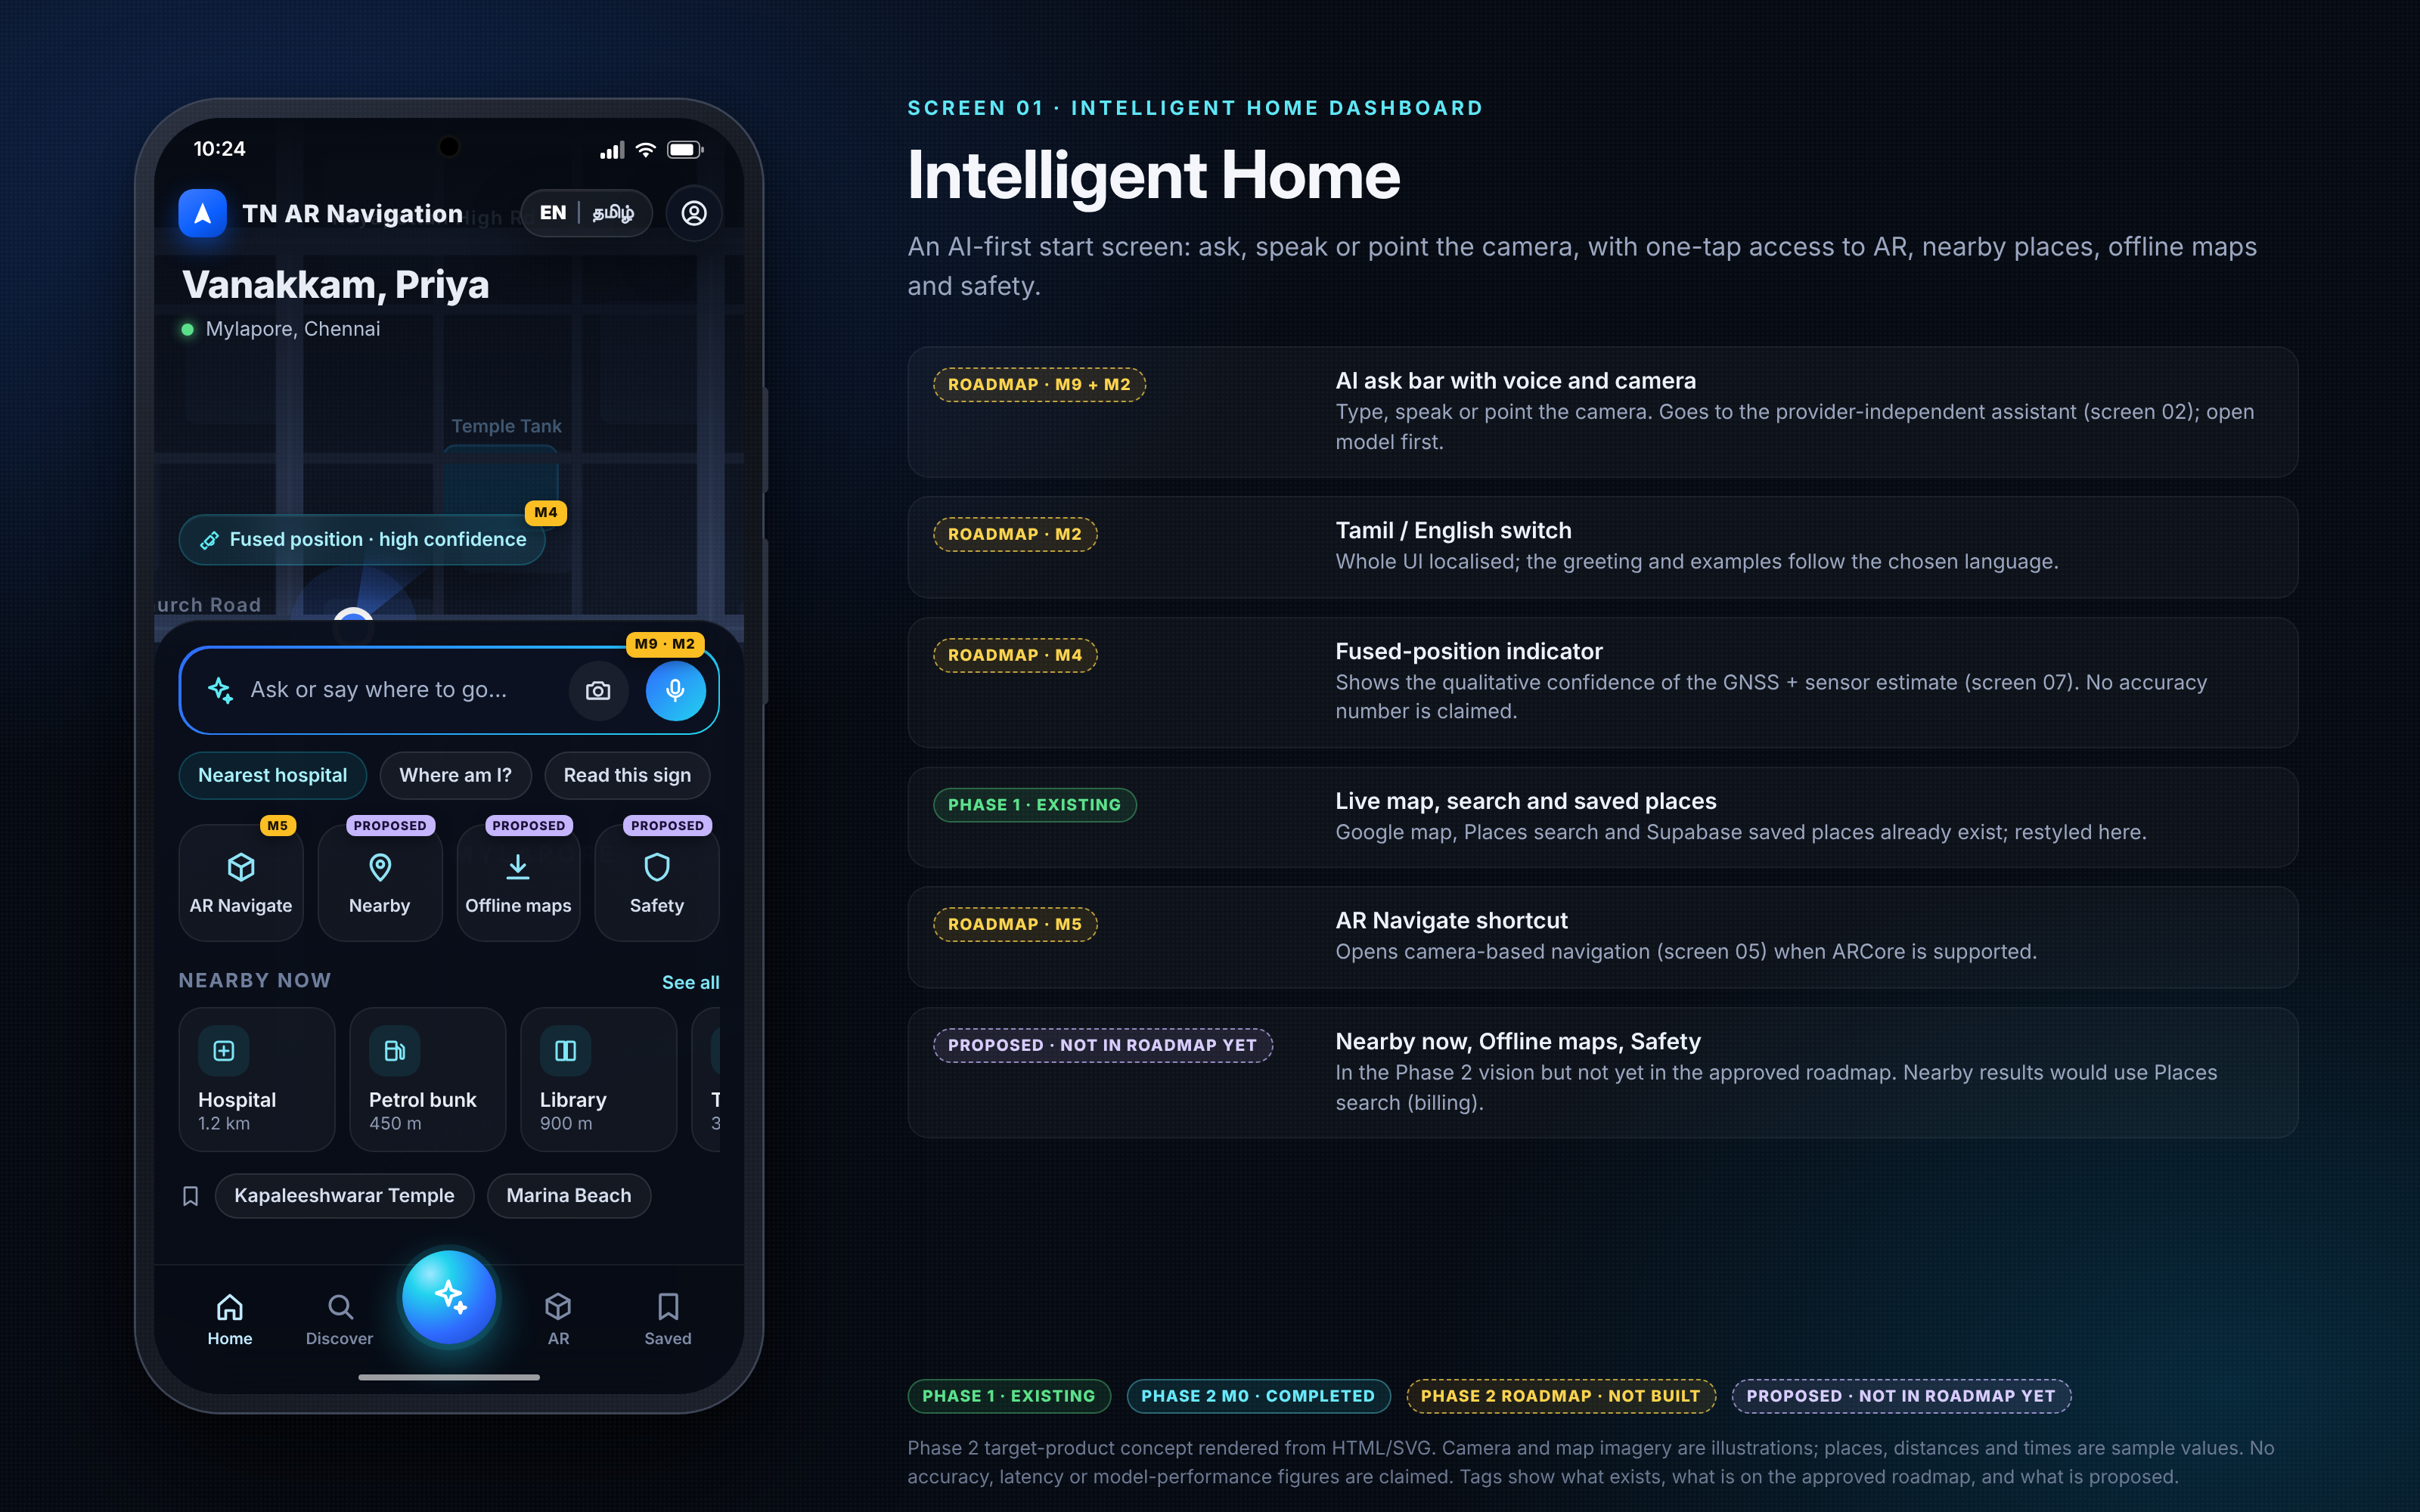 10:24
TN AR Navigation
EN | தமிழ்
Vanakkam, Priya
Mylapore, Chennai
Temple Tank
M4
Fused position · high confidence
urch Road
M9 · M2
Ask or say where to go...
Nearest hospital
Where am I?
Read this sign
M5
PROPOSED
PROPOSED
PROPOSED
AR Navigate
Nearby
Offline maps
Safety
NEARBY NOW
See all
Hospital
1.2 km
Petrol bunk
450 m
Library
900 m
T
3
Kapaleeshwarar Temple
Marina Beach
Home
Discover
AR
Saved
SCREEN 01 · INTELLIGENT HOME DASHBOARD
Intelligent Home
An AI-first start screen: ask, speak or point the camera, with one-tap access to AR, nearby places, offline maps
and safety.
ROADMAP · M9 + M2
AI ask bar with voice and camera
Type, speak or point the camera. Goes to the provider-independent assistant (screen 02); open
model first.
ROADMAP · M2
Tamil / English switch
Whole UI localised; the greeting and examples follow the chosen language.
ROADMAP · M4
Fused-position indicator
Shows the qualitative confidence of the GNSS + sensor estimate (screen 07). No accuracy
number is claimed.
PHASE 1 · EXISTING
Live map, search and saved places
Google map, Places search and Supabase saved places already exist; restyled here.
ROADMAP · M5
AR Navigate shortcut
Opens camera-based navigation (screen 05) when ARCore is supported.
PROPOSED · NOT IN ROADMAP YET
Nearby now, Offline maps, Safety
In the Phase 2 vision but not yet in the approved roadmap. Nearby results would use Places
search (billing).
PHASE 1 · EXISTING
PHASE 2 M0 · COMPLETED
PHASE 2 ROADMAP · NOT BUILT
PROPOSED · NOT IN ROADMAP YET
Phase 2 target-product concept rendered from HTML/SVG. Camera and map imagery are illustrations; places, distances and times are sample values. No
accuracy, latency or model-performance figures are claimed. Tags show what exists, what is on the approved roadmap, and what is proposed.